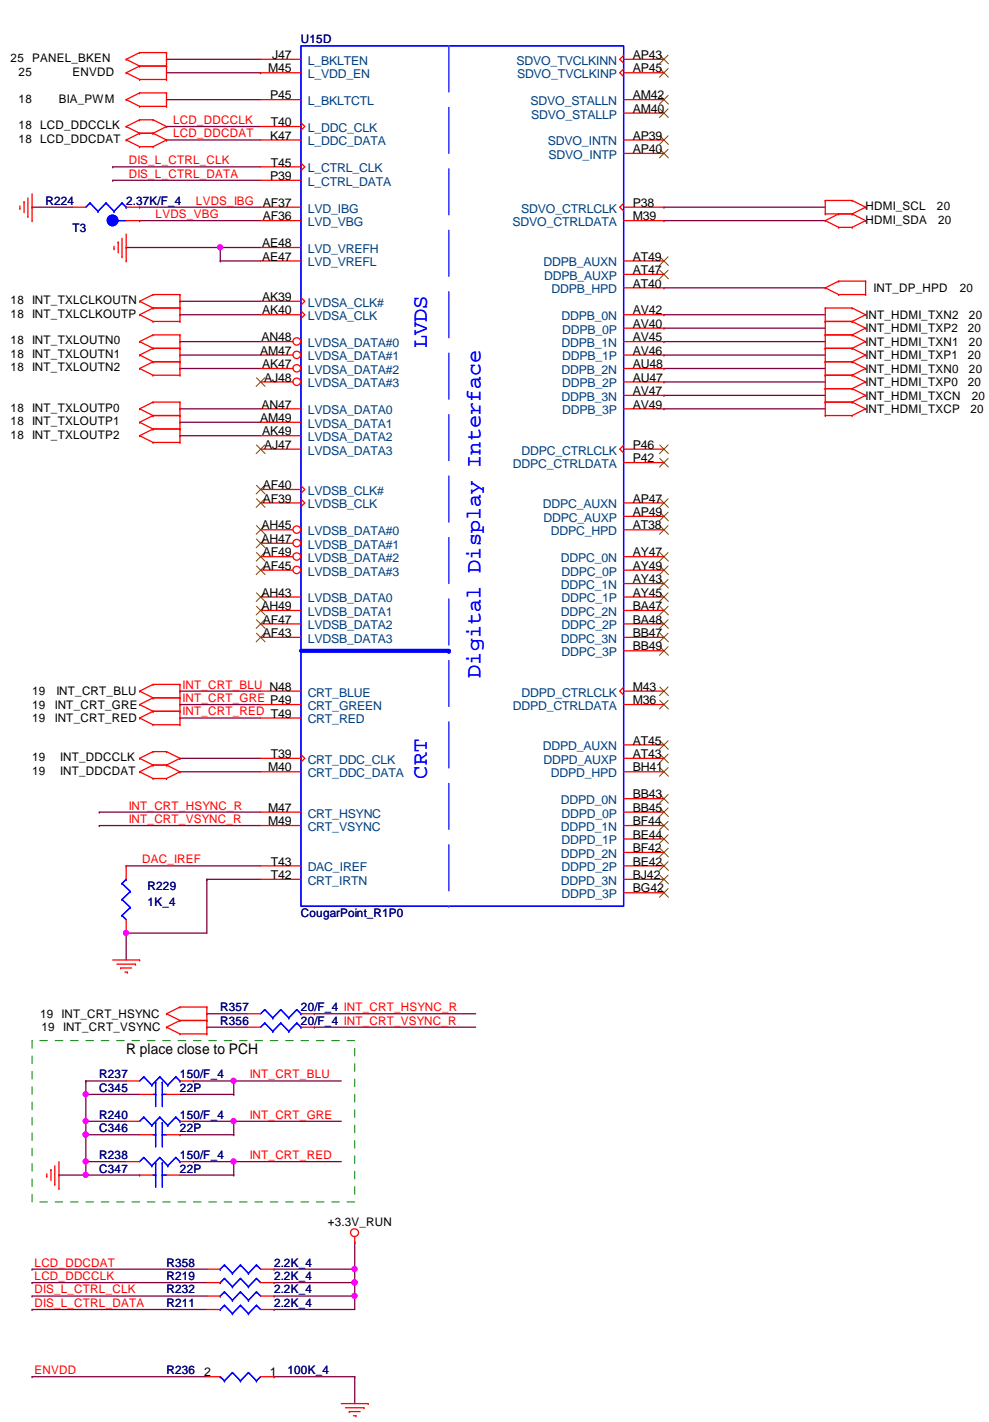 U15D
25 PANEL_BKEN J47 L_BKLTEN
25 ENVDD M45 L_VDD_EN
18 BIA_PWM P45 L_BKLTCTL
18 LCD_DDCCLK LCD_DDCCLK T40 L_DDC_CLK
18 LCD_DDCDAT LCD_DDCDAT K47 L_DDC_DATA
DIS_L_CTRL_CLK T45 L_CTRL_CLK
DIS_L_CTRL_DATA P39 L_CTRL_DATA
R224 2.37K/F_4 LVDS_IBG AF37 LVD_IBG
T3 LVDS_VBG AF36 LVD_VBG
AE48 LVD_VREFH
AE47 LVD_VREFL
18 INT_TXLCLKOUTN AK39 LVDSA_CLK#
18 INT_TXLCLKOUTP AK40 LVDSA_CLK
18 INT_TXLOUTN0 AN48 LVDSA_DATA#0
18 INT_TXLOUTN1 AM47 LVDSA_DATA#1
18 INT_TXLOUTN2 AK47 LVDSA_DATA#2
AJ48 LVDSA_DATA#3
18 INT_TXLOUTP0 AN47 LVDSA_DATA0
18 INT_TXLOUTP1 AM49 LVDSA_DATA1
18 INT_TXLOUTP2 AK49 LVDSA_DATA2
AJ47 LVDSA_DATA3
AF40 LVDSB_CLK#
AF39 LVDSB_CLK
AH45 LVDSB_DATA#0
AH47 LVDSB_DATA#1
AF49 LVDSB_DATA#2
AF45 LVDSB_DATA#3
AH43 LVDSB_DATA0
AH49 LVDSB_DATA1
AF47 LVDSB_DATA2
AF43 LVDSB_DATA3
19 INT_CRT_BLU INT_CRT_BLU N48 CRT_BLUE
19 INT_CRT_GRE INT_CRT_GRE P49 CRT_GREEN
19 INT_CRT_RED INT_CRT_RED T49 CRT_RED
19 INT_DDCCLK T39 CRT_DDC_CLK
19 INT_DDCDAT M40 CRT_DDC_DATA
INT_CRT_HSYNC_R M47 CRT_HSYNC
INT_CRT_VSYNC_R M49 CRT_VSYNC
DAC_IREF T43 DAC_IREF
T42 CRT_IRTN
R229
1K_4
LVDS
CRT
Digital Display Interface
SDVO_TVCLKINN AP43
SDVO_TVCLKINP AP45
SDVO_STALLN AM42
SDVO_STALLP AM40
SDVO_INTN AP39
SDVO_INTP AP40
SDVO_CTRLCLK P38 HDMI_SCL 20
SDVO_CTRLDATA M39 HDMI_SDA 20
DDPB_AUXN AT49
DDPB_AUXP AT47
DDPB_HPD AT40 INT_DP_HPD 20
DDPB_0N AV42 INT_HDMI_TXN2 20
DDPB_0P AV40 INT_HDMI_TXP2 20
DDPB_1N AV45 INT_HDMI_TXN1 20
DDPB_1P AV46 INT_HDMI_TXP1 20
DDPB_2N AU48 INT_HDMI_TXN0 20
DDPB_2P AU47 INT_HDMI_TXP0 20
DDPB_3N AV47 INT_HDMI_TXCN 20
DDPB_3P AV49 INT_HDMI_TXCP 20
DDPC_CTRLCLK P46
DDPC_CTRLDATA P42
DDPC_AUXN AP47
DDPC_AUXP AP49
DDPC_HPD AT38
DDPC_0N AY47
DDPC_0P AY49
DDPC_1N AY43
DDPC_1P AY45
DDPC_2N BA47
DDPC_2P BA48
DDPC_3N BB47
DDPC_3P BB49
DDPD_CTRLCLK M43
DDPD_CTRLDATA M36
DDPD_AUXN AT45
DDPD_AUXP AT43
DDPD_HPD BH41
DDPD_0N BB43
DDPD_0P BB45
DDPD_1N BF44
DDPD_1P BE44
DDPD_2N BF42
DDPD_2P BE42
DDPD_3N BJ42
DDPD_3P BG42
CougarPoint_R1P0
19 INT_CRT_HSYNC R357 20/F_4 INT_CRT_HSYNC_R
19 INT_CRT_VSYNC R356 20/F_4 INT_CRT_VSYNC_R
R place close to PCH
R237 150/F_4 INT_CRT_BLU
C345 22P
R240 150/F_4 INT_CRT_GRE
C346 22P
R238 150/F_4 INT_CRT_RED
C347 22P
+3.3V_RUN
LCD_DDCDAT R358 2.2K_4
LCD_DDCCLK R219 2.2K_4
DIS_L_CTRL_CLK R232 2.2K_4
DIS_L_CTRL_DATA R211 2.2K_4
ENVDD R236 2 1 100K_4